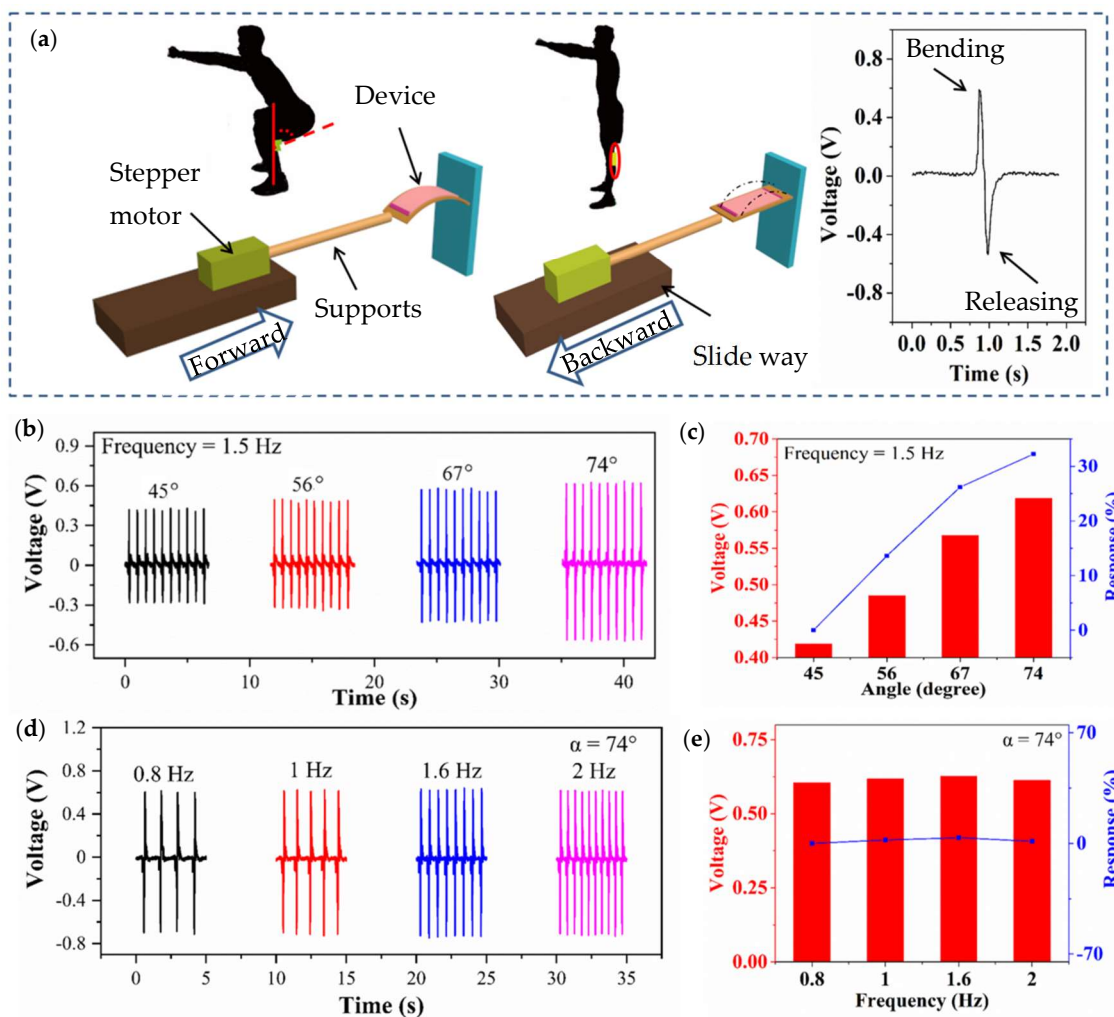 (a)
Device
Stepper
motor
Supports
Forward
Backward
Slide way
Bending
Releasing
Voltage (V)
0.8
0.4
0.0
-0.4
-0.8
0.0 0.5 1.0 1.5 2.0
Time (s)
(b)
Frequency = 1.5 Hz
45° 56° 67° 74°
Voltage (V)
0.9
0.6
0.3
0
-0.3
-0.6
0 10 20 30 40
Time (s)
(c)
Frequency = 1.5 Hz
Voltage (V)
0.70
0.65
0.60
0.55
0.50
0.45
0.40
Response (%)
30
20
10
0
45 56 67 74
Angle (degree)
(d)
α = 74°
0.8 Hz 1 Hz 1.6 Hz 2 Hz
Voltage (V)
1.2
0.8
0.4
0
-0.4
-0.8
0 5 10 15 20 25 30 35
Time (s)
(e)
α = 74°
Voltage (V)
0.75
0.50
0.25
0.00
Response (%)
70
0
-70
0.8 1 1.6 2
Frequency (Hz)